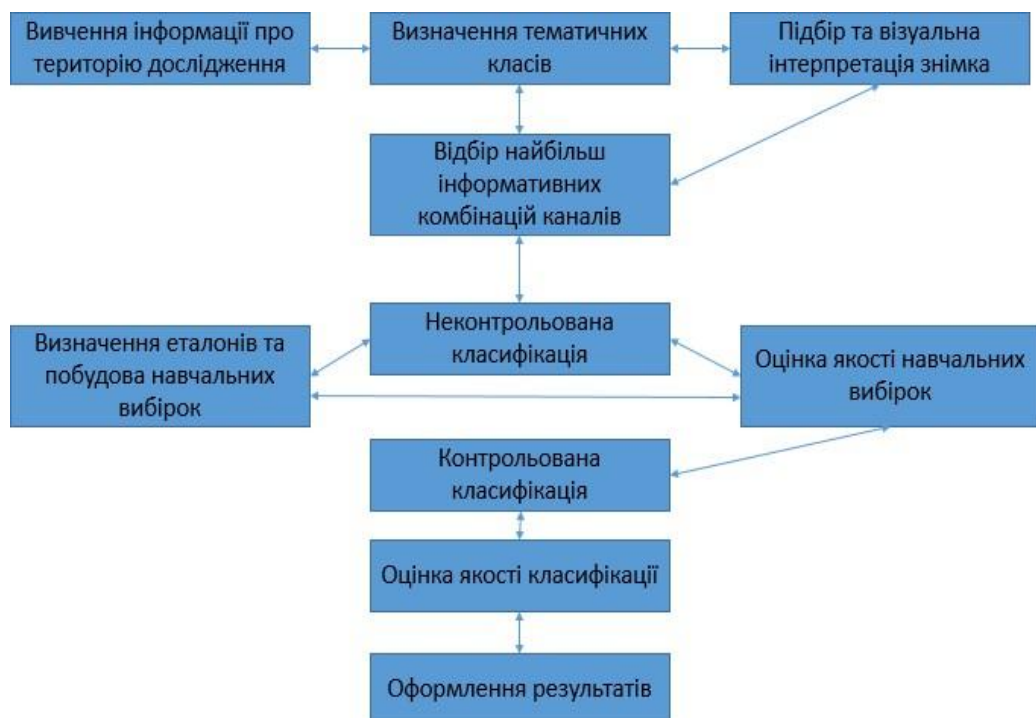 Вивчення інформації про
територію дослідження
Визначення тематичних
класів
Підбір та візуальна
інтерпретація знімка
Відбір найбільш
інформативних
комбінацій каналів
Неконтрольована
класифікація
Визначення еталонів та
побудова навчальних
вибірок
Оцінка якості навчальних
вибірок
Контрольована
класифікація
Оцінка якості класифікації
Оформлення результатів